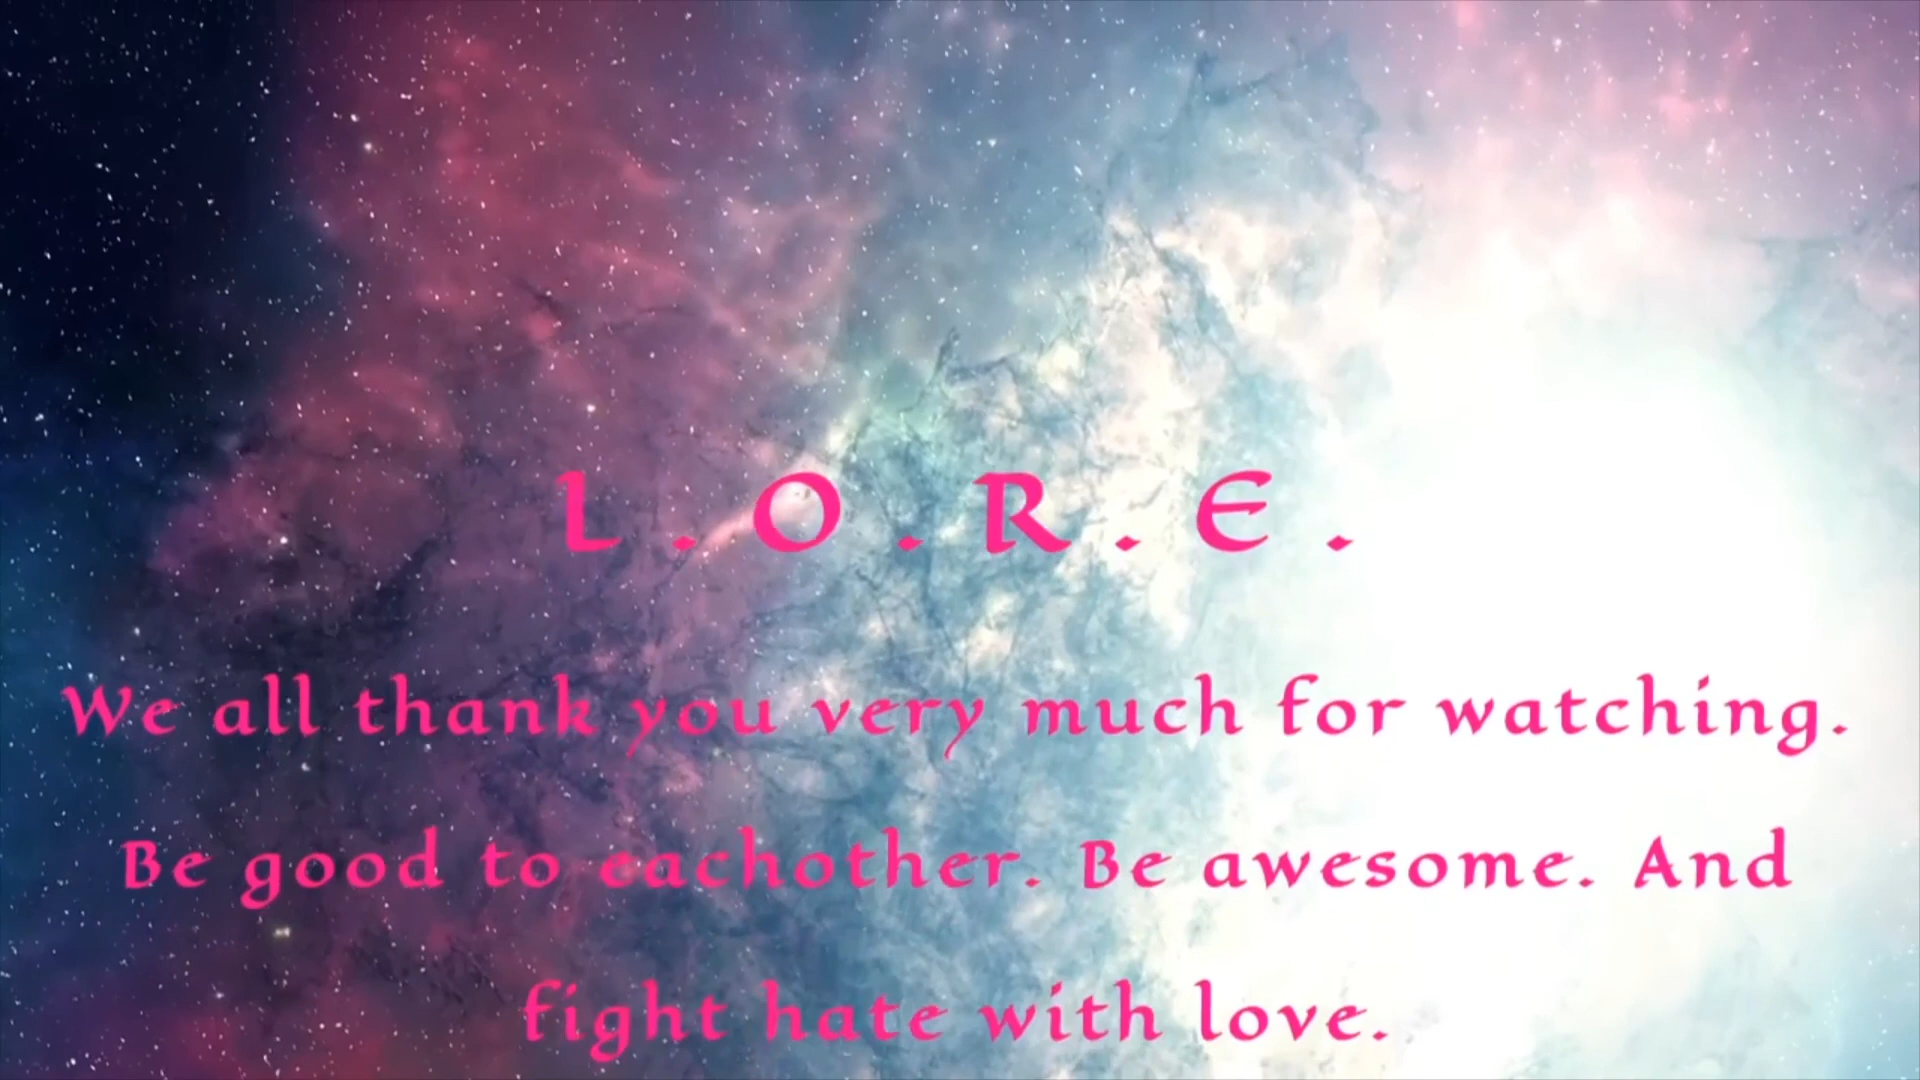 L.O.R.E.
We all thank you very much for watching.
Be good to eachother. Be awesome. And
fight hate with love.